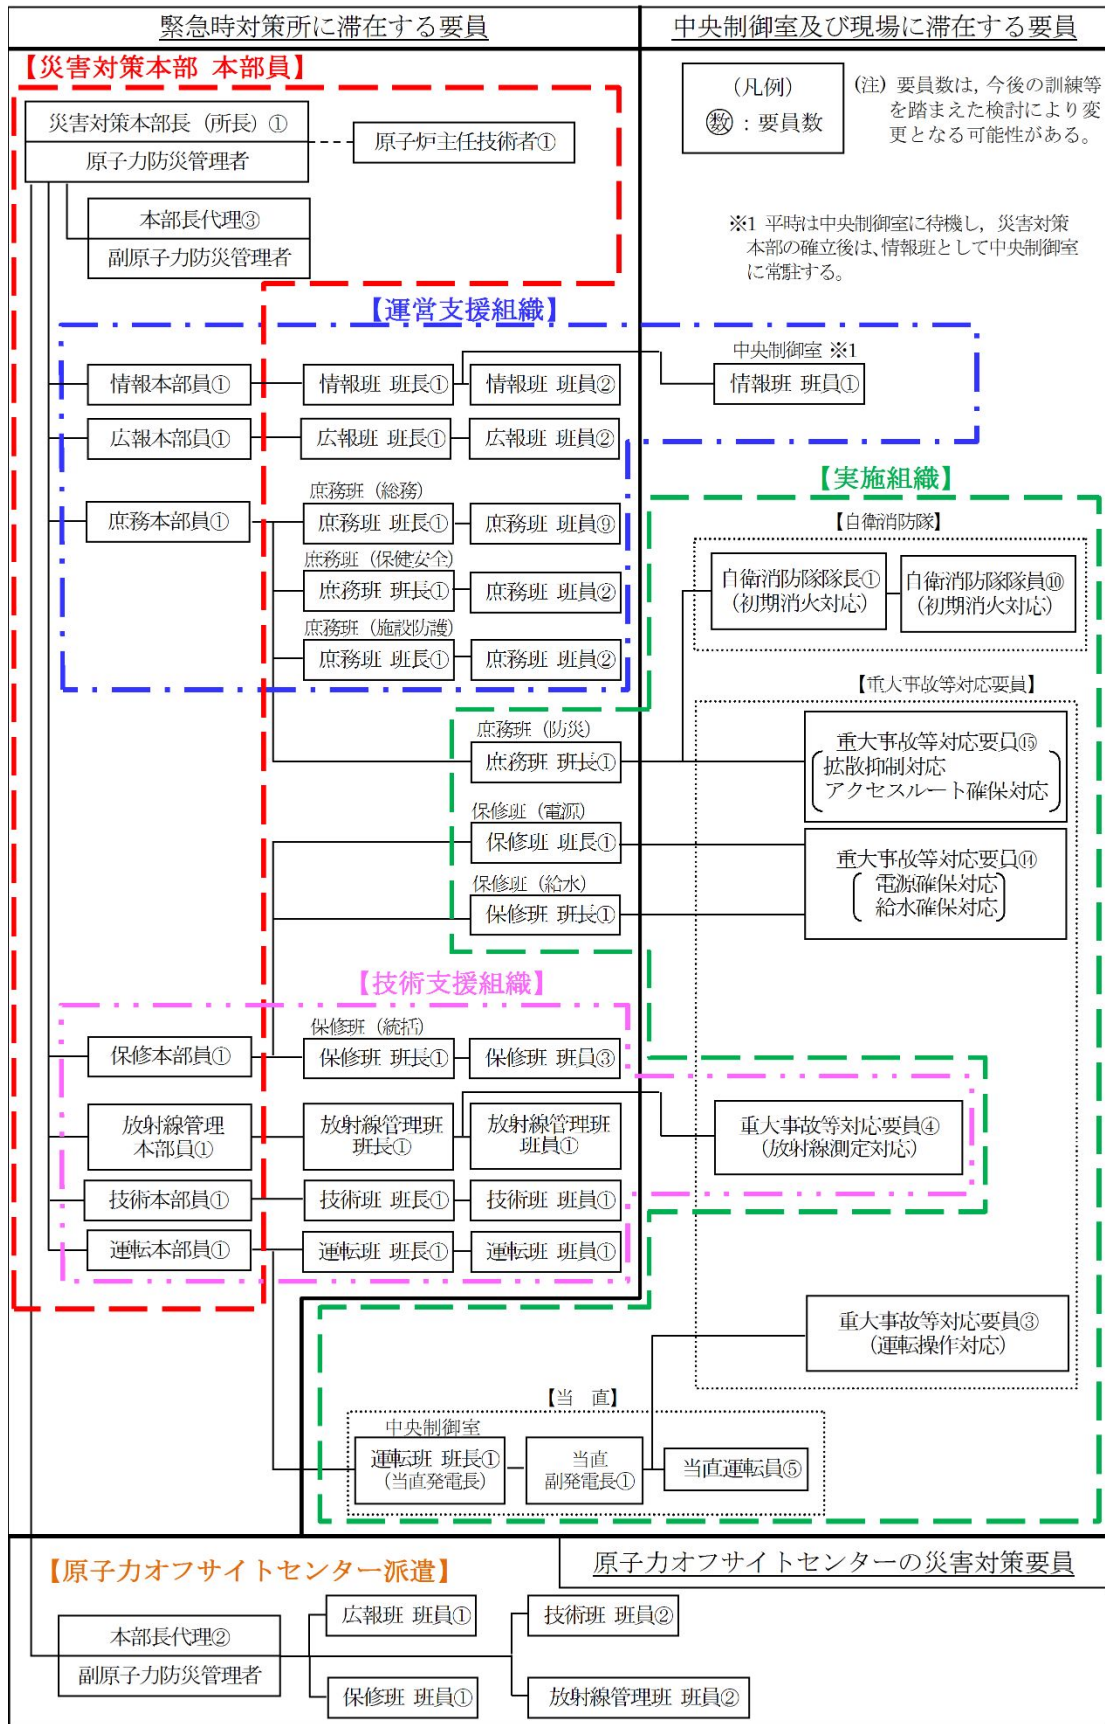 緊急時対策所に滞在する要員
中央制御室及び現場に滞在する要員
【災害対策本部 本部員】
災害対策本部長（所長）①
原子力防災管理者
原子炉主任技術者①
本部長代理③
副原子力防災管理者
（凡例）
㊥数：要員数
(注) 要員数は，今後の訓練等
を踏まえた検討により変
更となる可能性がある。
※1 平時は中央制御室に待機し，災害対策
本部の確立後は，情報班として中央制御室
に常駐する。
【運営支援組織】
中央制御室 ※1
情報本部員①
情報班 班長①
情報班 班員②
情報班 班員①
広報本部員①
広報班 班長①
広報班 班員②
庶務班（総務）
庶務本部員①
庶務班 班長①
庶務班 班員⑨
庶務班（保健安全）
庶務班 班長①
庶務班 班員②
庶務班（施設防護）
庶務班 班長①
庶務班 班員②
【実施組織】
【自衛消防隊】
自衛消防隊隊長①
(初期消火対応)
自衛消防隊隊員⑩
(初期消火対応)
【重大事故等対応要員】
庶務班（防災）
庶務班 班長①
重大事故等対応要員⑮
拡散抑制対応
アクセスルート確保対応
保修班（電源）
保修班 班長①
保修班（給水）
保修班 班長①
重大事故等対応要員⑭
電源確保対応
給水確保対応
【技術支援組織】
保修班（統括）
保修本部員①
保修班 班長①
保修班 班員③
放射線管理
本部員①
放射線管理班
班長①
放射線管理班
班員①
重大事故等対応要員④
(放射線測定対応)
技術本部員①
技術班 班長①
技術班 班員①
運転本部員①
運転班 班長①
運転班 班員①
重大事故等対応要員③
(運転操作対応)
【当 直】
中央制御室
運転班 班長①
(当直発電長)
当直
副発電長①
当直運転員⑤
【原子力オフサイトセンター派遣】
原子力オフサイトセンターの災害対策要員
本部長代理②
副原子力防災管理者
広報班 班員①
技術班 班員②
保修班 班員①
放射線管理班 班員②